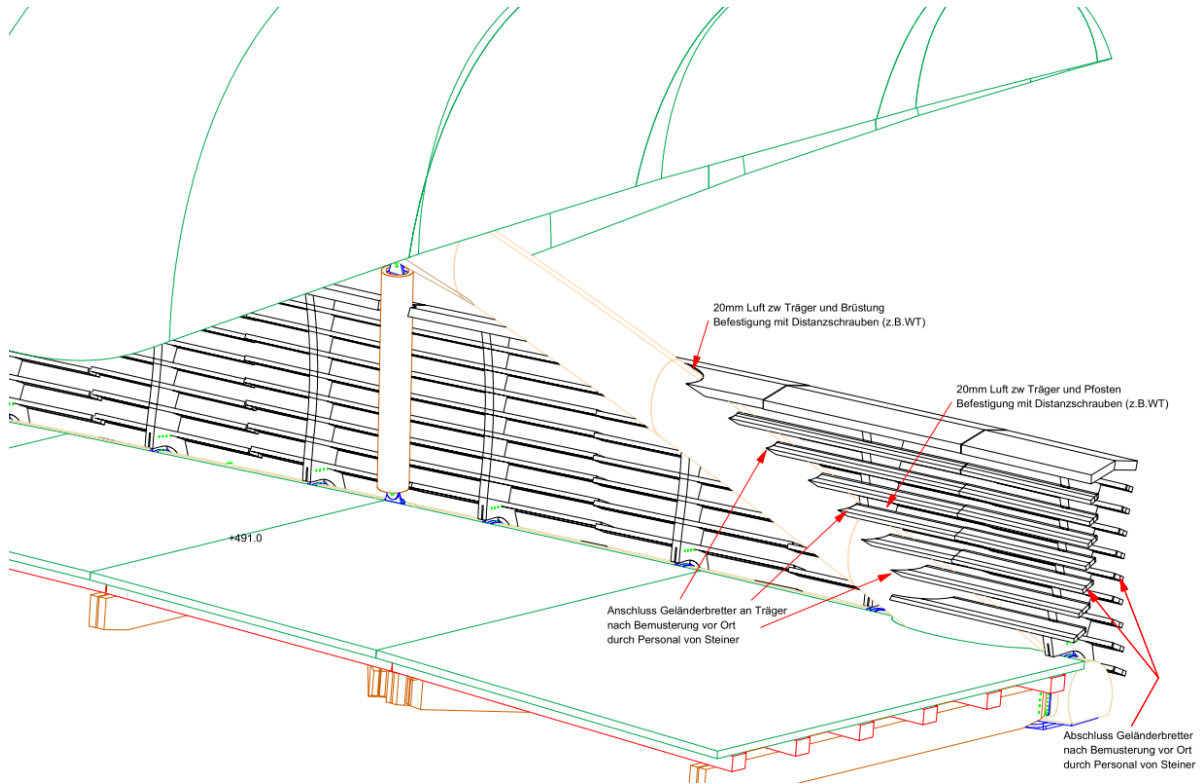 20mm Luft zw Träger und Brüstung
Befestigung mit Distanzschrauben (z.B.WT)
20mm Luft zw Träger und Pfosten
Befestigung mit Distanzschrauben (z.B.WT)
+491.0
Anschluss Geländerbretter an Träger
nach Bemusterung vor Ort
durch Personal von Steiner
Abschluss Geländerbretter
nach Bemusterung vor Ort
durch Personal von Steiner